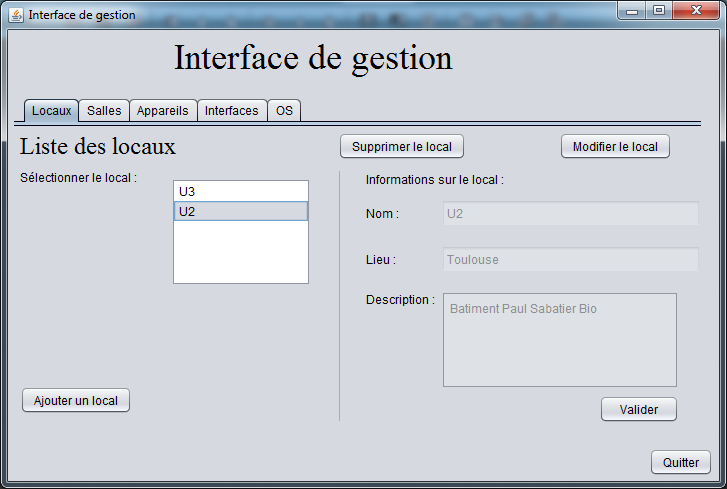 Interface de gestion
Interface de gestion
Locaux Salles Appareils Interfaces OS
Liste des locaux
Supprimer le local
Modifier le local
Sélectionner le local :
U3
U2
Informations sur le local :
Nom : U2
Lieu : Toulouse
Description : Batiment Paul Sabatier Bio
Ajouter un local
Valider
Quitter